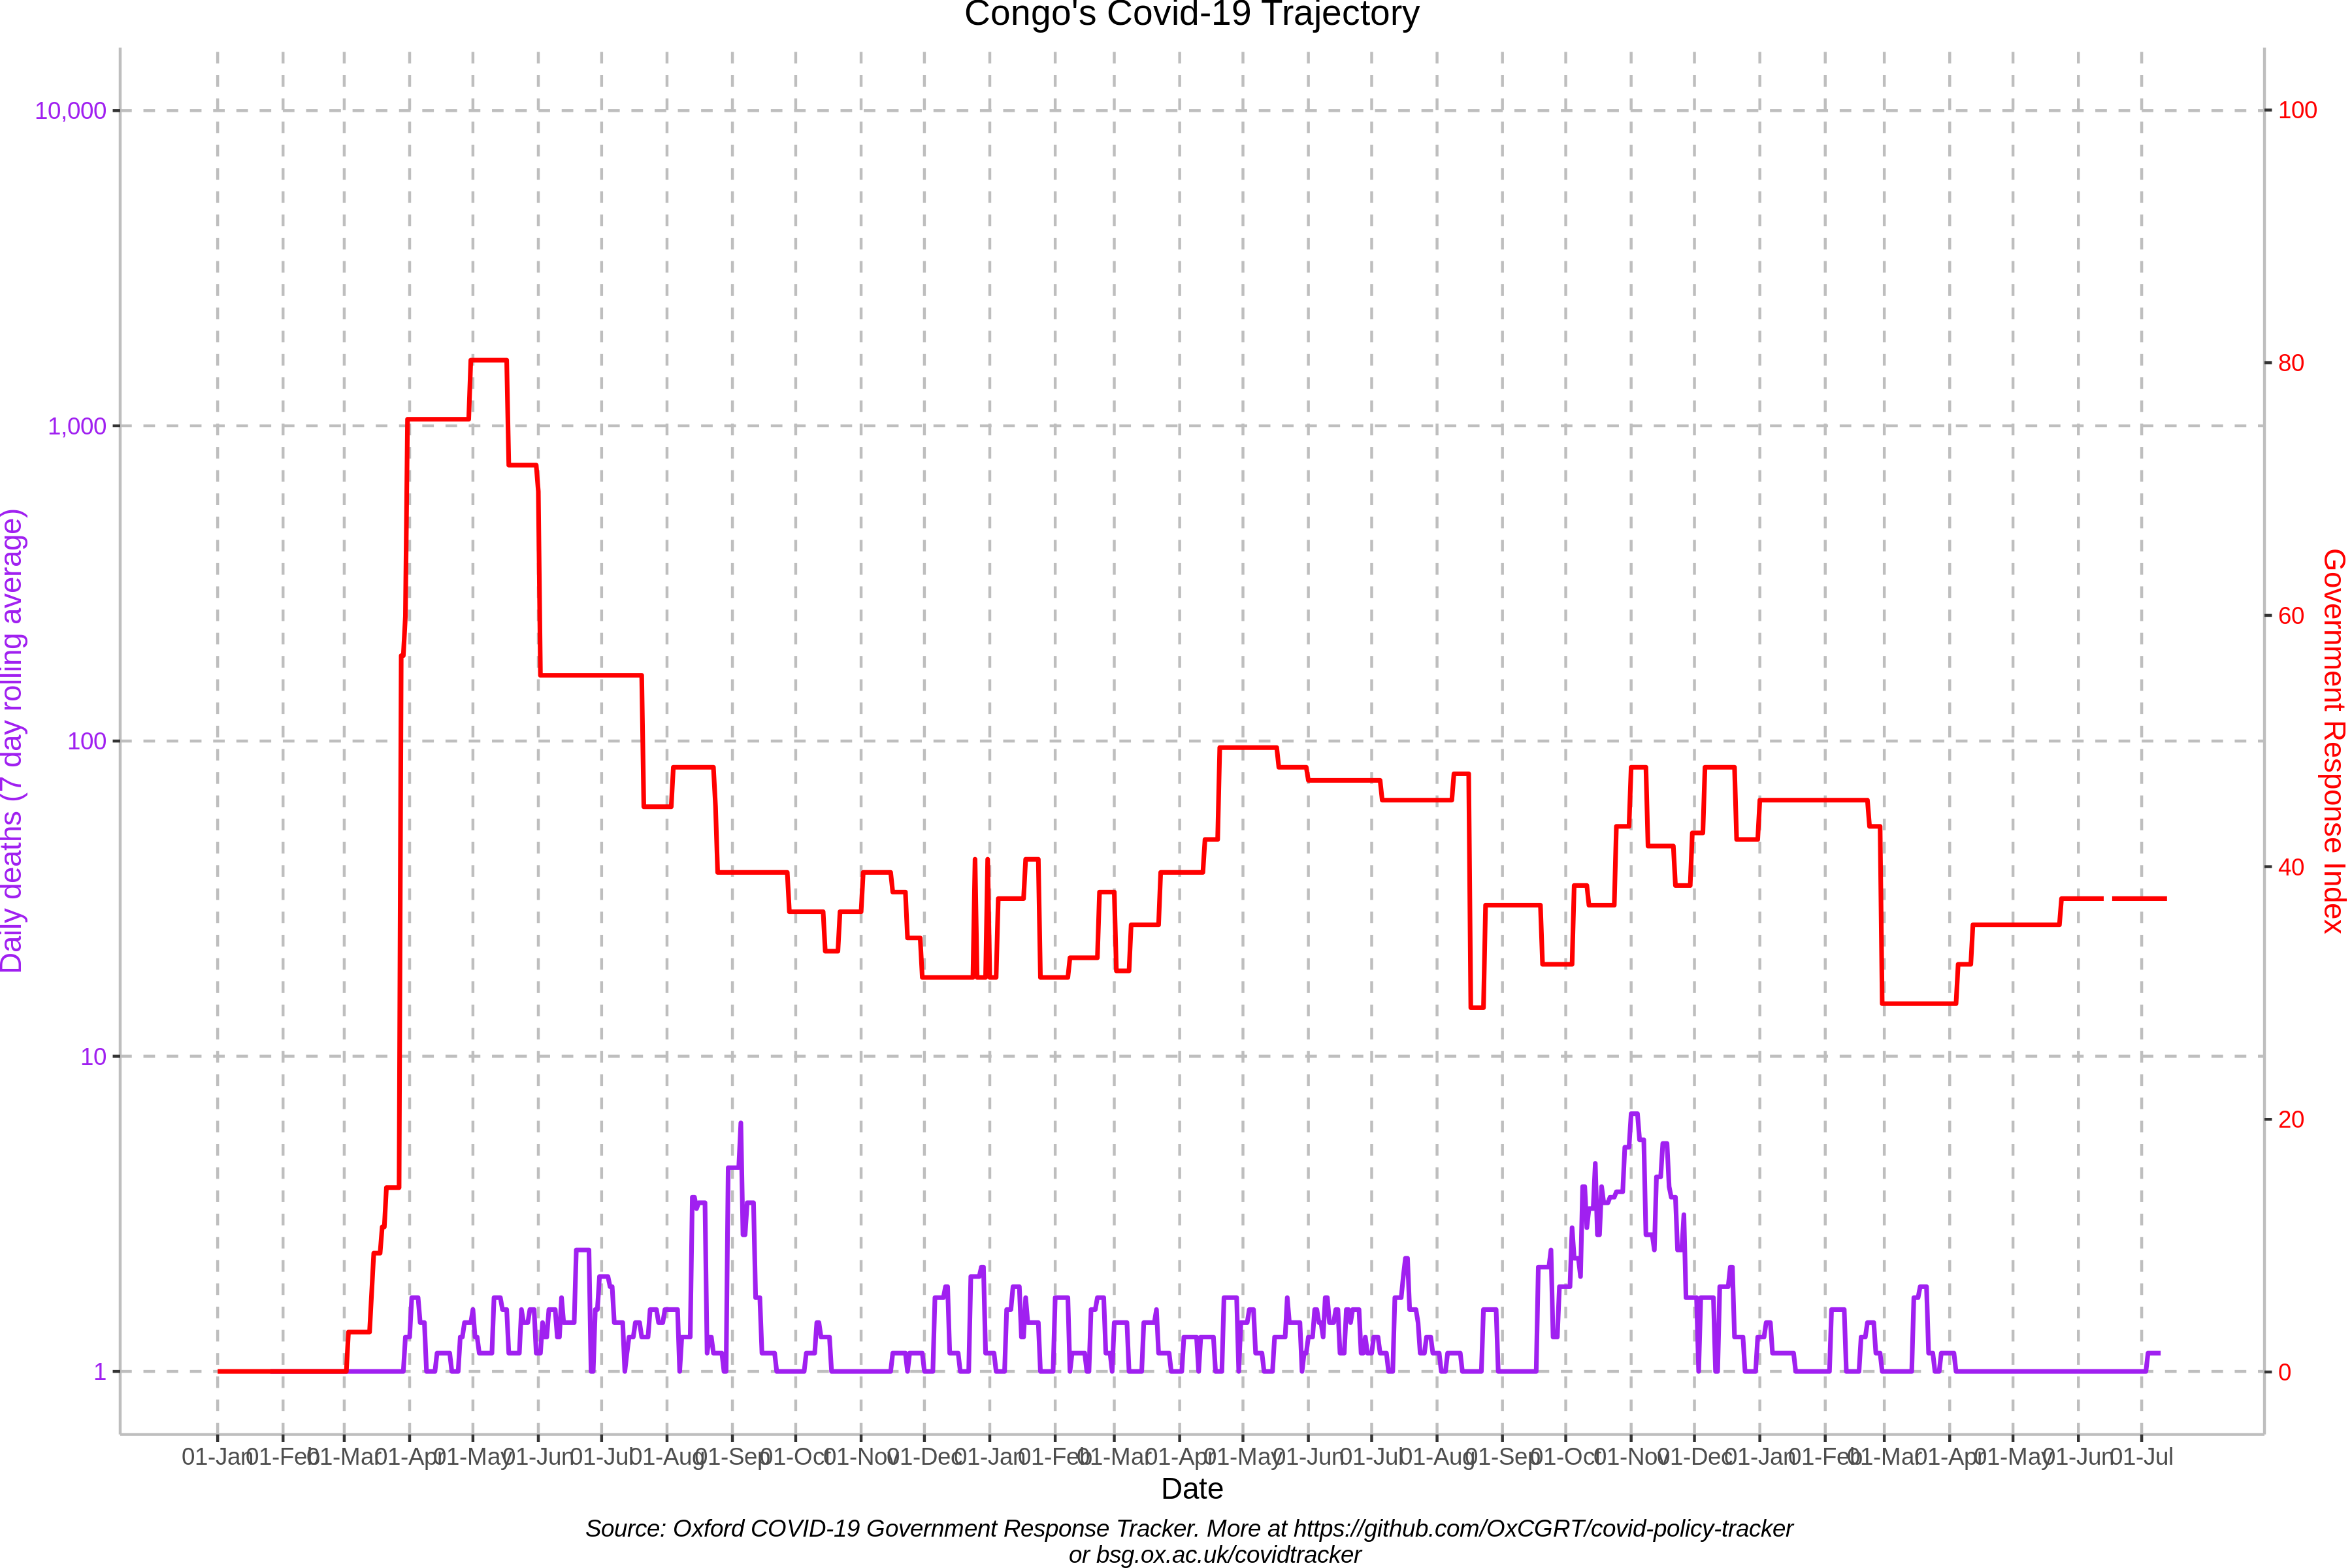 Congo's Covid-19 Trajectory
10,000
1,000
100
10
1
Daily deaths (7 day rolling average)
100
80
60
40
20
0
Government Response Index
01-Jan 01-Feb 01-Mar 01-Apr 01-May 01-Jun 01-Jul 01-Aug 01-Sep 01-Oct 01-Nov 01-Dec 01-Jan 01-Feb 01-Mar 01-Apr 01-May 01-Jun 01-Jul 01-Aug 01-Sep 01-Oct 01-Nov 01-Dec 01-Jan 01-Feb 01-Mar 01-Apr 01-May 01-Jun 01-Jul
Date
Source: Oxford COVID-19 Government Response Tracker. More at https://github.com/OxCGRT/covid-policy-tracker
or bsg.ox.ac.uk/covidtracker